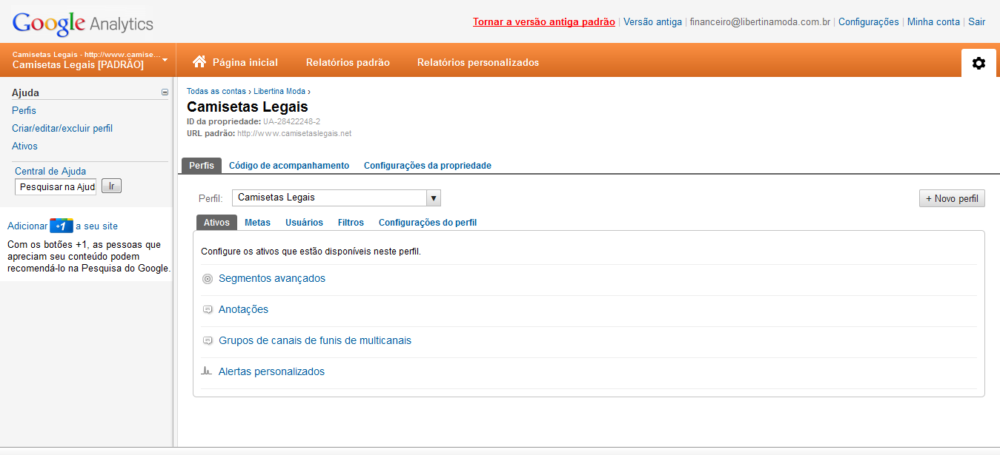 Google Analytics
Tornar a versão antiga padrão | Versão antiga | financeiro@libertinamoda.com.br | Configurações | Minha conta | Sair
Camisetas Legais - http://www.camise...
Camisetas Legais [PADRÃO]
Página inicial
Relatórios padrão
Relatórios personalizados
Ajuda
Perfis
Criar/editar/excluir perfil
Ativos
Central de Ajuda
Pesquisar na Ajud
Ir
Adicionar +1 a seu site
Com os botões +1, as pessoas que
apreciam seu conteúdo podem
recomendá-lo na Pesquisa do Google.
Todas as contas › Libertina Moda ›
Camisetas Legais
ID da propriedade: UA-28422248-2
URL padrão: http://www.camisetaslegais.net
Perfis
Código de acompanhamento
Configurações da propriedade
Perfil:
Camisetas Legais
+ Novo perfil
Ativos
Metas
Usuários
Filtros
Configurações do perfil
Configure os ativos que estão disponíveis neste perfil.
Segmentos avançados
Anotações
Grupos de canais de funis de multicanais
Alertas personalizados